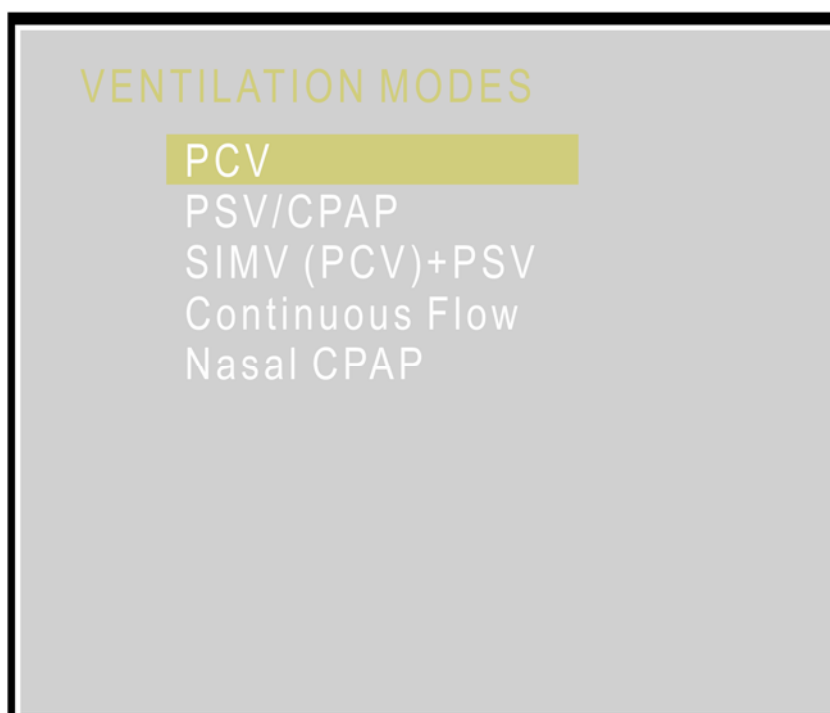 VENTILATION MODES
PCV
PSV/CPAP
SIMV (PCV)+PSV
Continuous Flow
Nasal CPAP